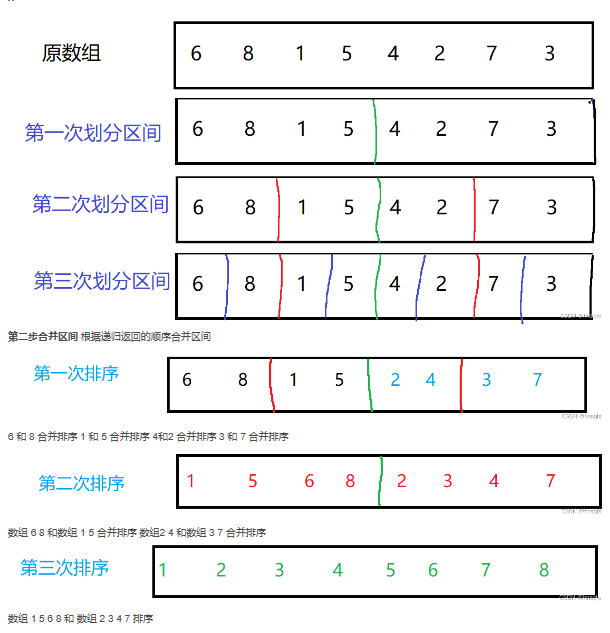 原数组 6 8 1 5 4 2 7 3
第一次划分区间 6 8 1 5 4 2 7 3
第二次划分区间 6 8 1 5 4 2 7 3
第三次划分区间 6 8 1 5 4 2 7 3
第二步合并区间 根据递归返回的顺序合并区间
第一次排序 6 8 1 5 2 4 3 7
6 和 8 合并排序 1 和 5 合并排序 4和2 合并排序 3 和 7 合并排序
第二次排序 1 5 6 8 2 3 4 7
数组 6 8 和数组 1 5 合并排序 数组2 4 和数组 3 7 合并排序
第三次排序 1 2 3 4 5 6 7 8
数组 1 5 6 8 和 数组 2 3 4 7 排序